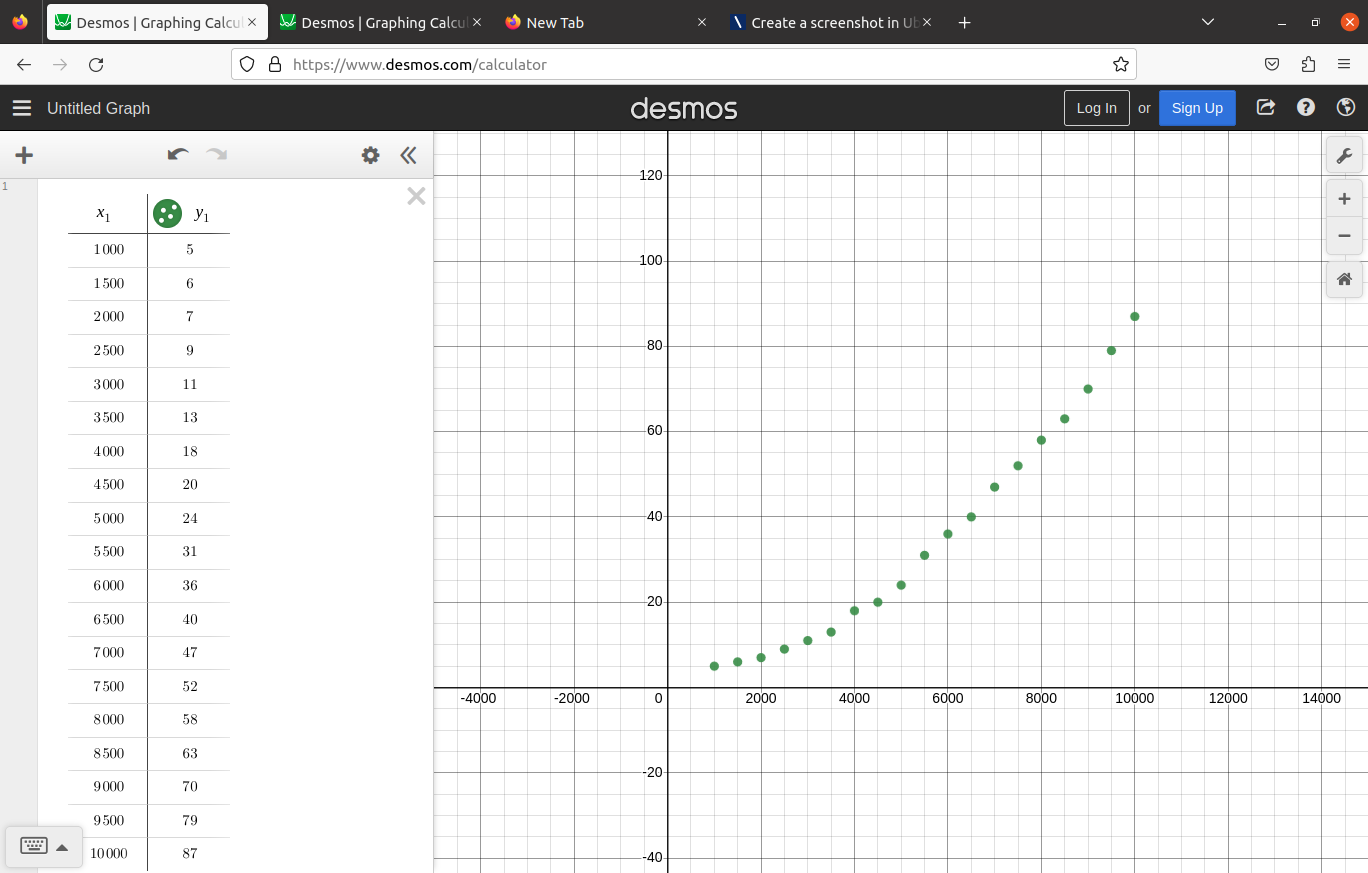 Desmos | Graphing Calcul
Desmos | Graphing Calcul
New Tab
Create a screenshot in Ub
https://www.desmos.com/calculator
Untitled Graph
desmos
Log In or Sign Up
1
x₁ y₁
1000 5
1500 6
2000 7
2500 9
3000 11
3500 13
4000 18
4500 20
5000 24
5500 31
6000 36
6500 40
7000 47
7500 52
8000 58
8500 63
9000 70
9500 79
10000 87
120
100
80
60
40
20
-4000 -2000 0 2000 4000 6000 8000 10000 12000 14000
-20
-40